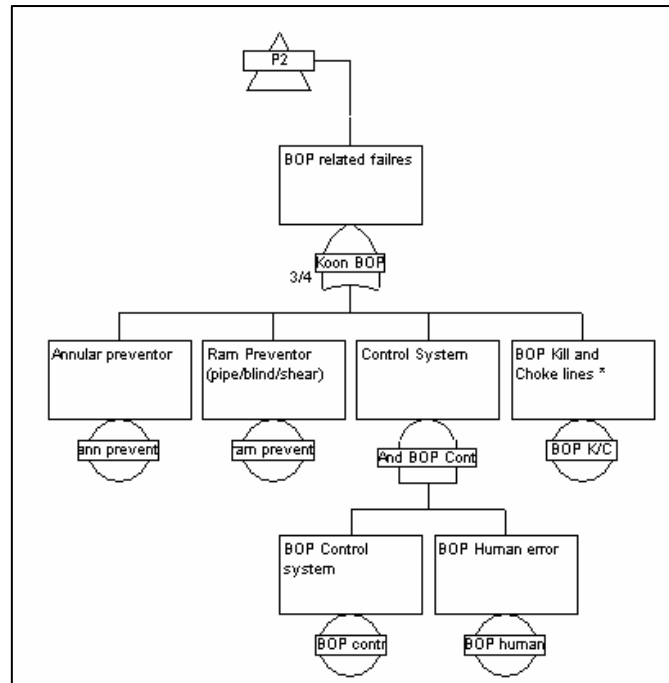 P2
BOP related failres
Koon BOP
3/4
Annular preventor
Ram Preventor
(pipe/blind/shear)
Control System
BOP Kill and
Choke lines *
ann prevent
ram prevent
And BOP Cont
BOP K/C
BOP Control
system
BOP Human error
BOP contr
BOP human